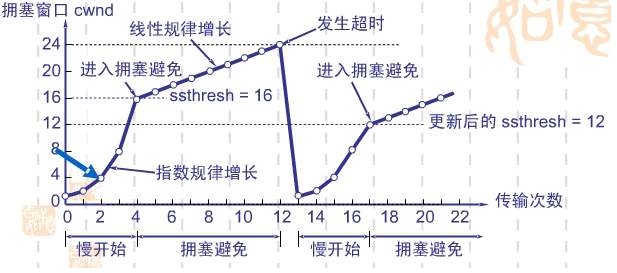 拥塞窗口 cwnd
线性规律增长
发生超时
24
20
进入拥塞避免
进入拥塞避免
16
ssthresh = 16
12
更新后的 ssthresh = 12
8
指数规律增长
4
0
0 2 4 6 8 10 12 14 16 18 20 22
传输次数
慢开始 拥塞避免 慢开始 拥塞避免